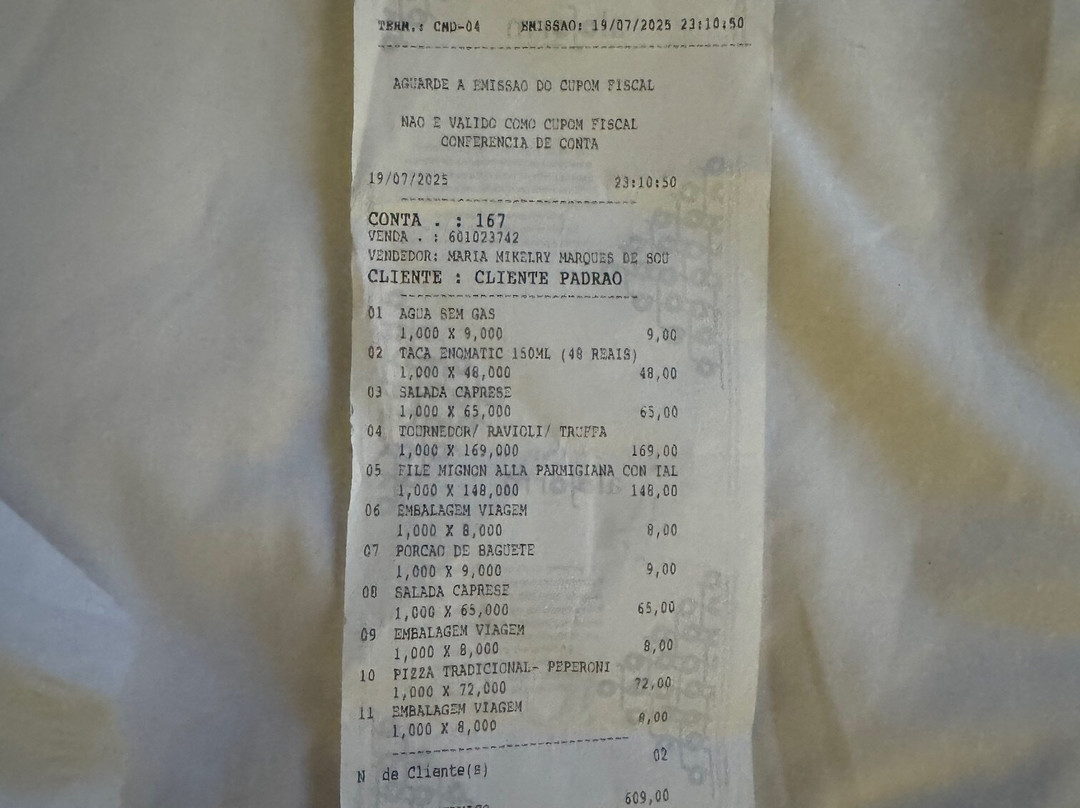 TERM.: CMD-04 EMISSAO: 19/07/2025 23:10:50
AGUARDE A EMISSAO DO CUPOM FISCAL
NAO E VALIDO COMO CUPOM FISCAL
CONFERENCIA DE CONTA
19/07/2025 23:10:50
CONTA . : 167
VENDA . : 601023742
VENDEDOR: MARIA MIKELRY MARQUES DE SOU
CLIENTE : CLIENTE PADRAO
01 AGUA SEM GAS
1,000 X 9,000 9,00
02 TACA ENOMATIC 150ML (48 REAIS)
1,000 X 48,000 48,00
03 SALADA CAPRESE
1,000 X 65,000 65,00
04 TOURNEDOR/ RAVIOLI/ TRUFFA
1,000 X 169,000 169,00
05 FILE MIGNON ALLA PARMIGIANA CON TAL
1,000 X 148,000 148,00
06 EMBALAGEM VIAGEM
1,000 X 8,000 8,00
07 PORCAO DE BAGUETE
1,000 X 9,000 9,00
08 SALADA CAPRESE
1,000 X 65,000 65,00
09 EMBALAGEM VIAGEM
1,000 X 8,000 8,00
10 PIZZA TRADICIONAL- PEPERONI
1,000 X 72,000 72,00
11 EMBALAGEM VIAGEM
1,000 X 8,000 8,00
N de Cliente(s) 02
609,00